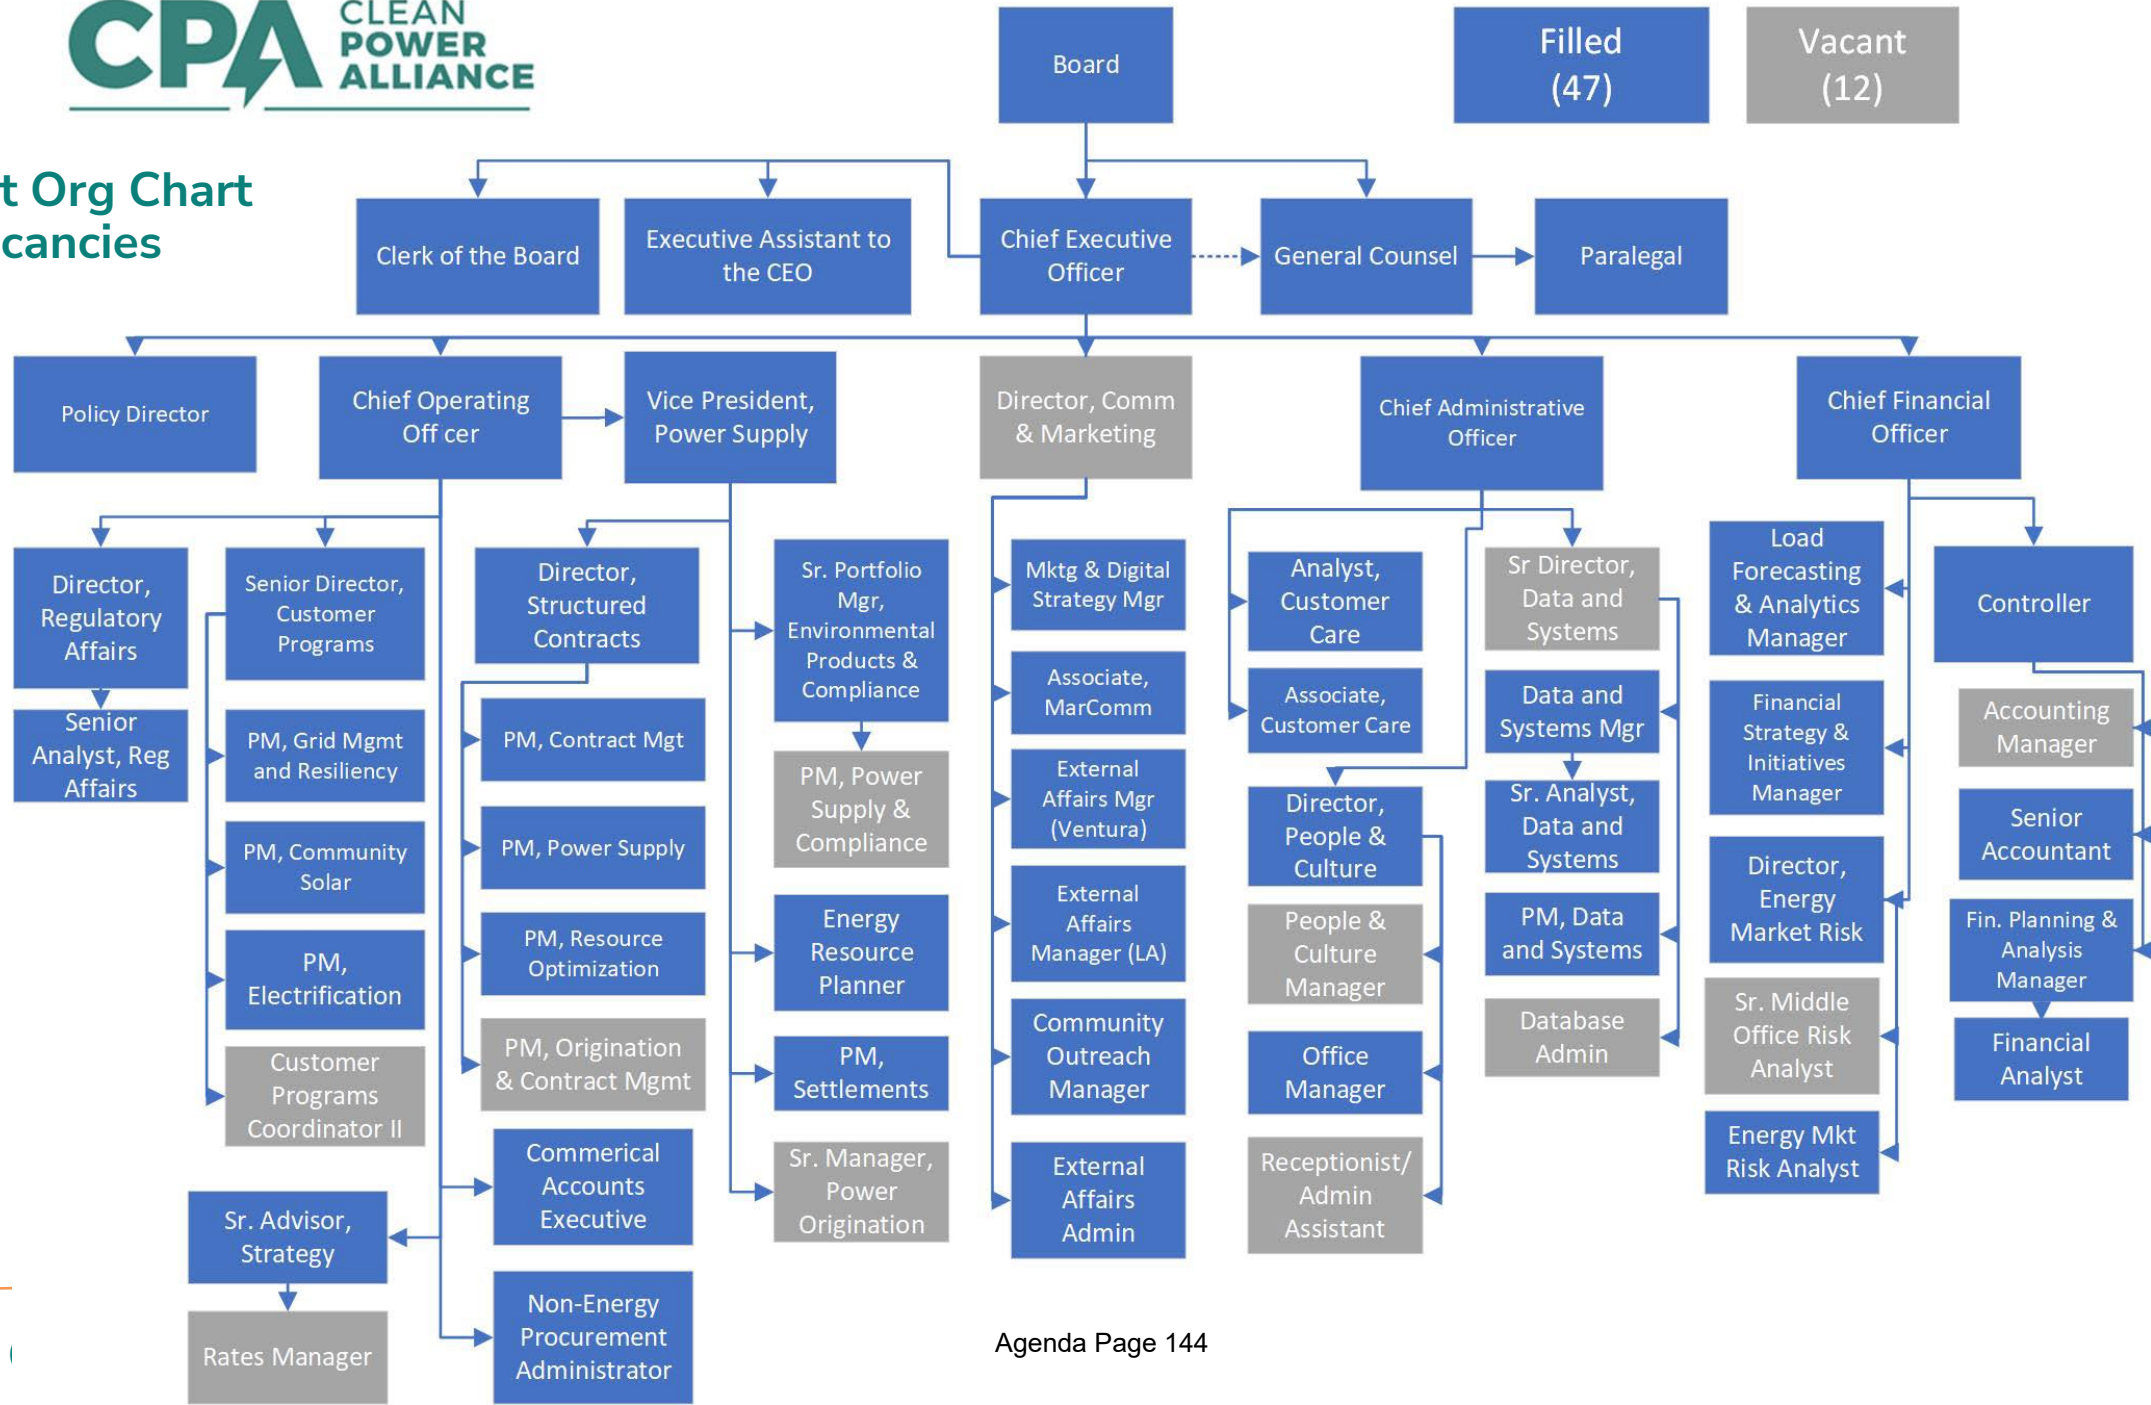 CPA
CLEAN
POWER
ALLIANCE
t Org Chart
cancies
Board
Filled
(47)
Vacant
(12)
Clerk of the Board
Executive Assistant to
the CEO
Chief Executive
Officer
General Counsel
Paralegal
Policy Director
Chief Operating
Off cer
Vice President,
Power Supply
Director, Comm
& Marketing
Chief Administrative
Officer
Chief Financial
Officer
Director,
Regulatory
Affairs
Senior
Analyst, Reg
Affairs
Senior Director,
Customer
Programs
PM, Grid Mgmt
and Resiliency
PM, Community
Solar
PM,
Electrification
Customer
Programs
Coordinator II
Sr. Advisor,
Strategy
Rates Manager
Director,
Structured
Contracts
PM, Contract Mgt
PM, Power Supply
PM, Resource
Optimization
PM, Origination
& Contract Mgmt
Commerical
Accounts
Executive
Non-Energy
Procurement
Administrator
Sr. Portfolio
Mgr,
Environmental
Products &
Compliance
PM, Power
Supply &
Compliance
Energy
Resource
Planner
PM,
Settlements
Sr. Manager,
Power
Origination
Mktg & Digital
Strategy Mgr
Associate,
MarComm
External
Affairs Mgr
(Ventura)
External
Affairs
Manager (LA)
Community
Outreach
Manager
External
Affairs
Admin
Analyst,
Customer
Care
Associate,
Customer Care
Director,
People &
Culture
People &
Culture
Manager
Office
Manager
Receptionist/
Admin
Assistant
Sr Director,
Data and
Systems
Data and
Systems Mgr
Sr. Analyst,
Data and
Systems
PM, Data
and Systems
Database
Admin
Load
Forecasting
& Analytics
Manager
Financial
Strategy &
Initiatives
Manager
Director,
Energy
Market Risk
Sr. Middle
Office Risk
Analyst
Energy Mkt
Risk Analyst
Controller
Accounting
Manager
Senior
Accountant
Fin. Planning &
Analysis
Manager
Financial
Analyst
Agenda Page 144